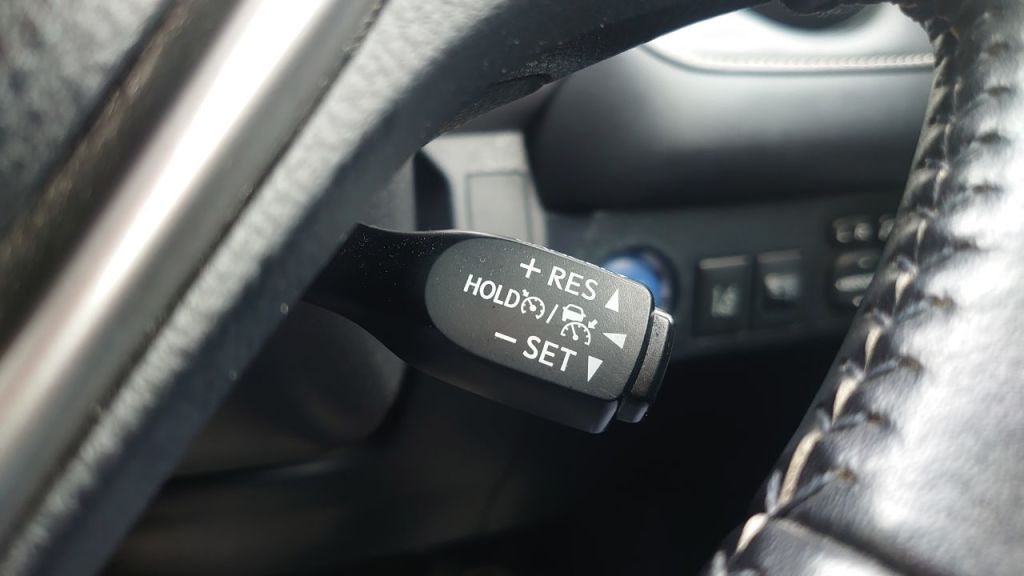 + RES
HOLD /
− SET